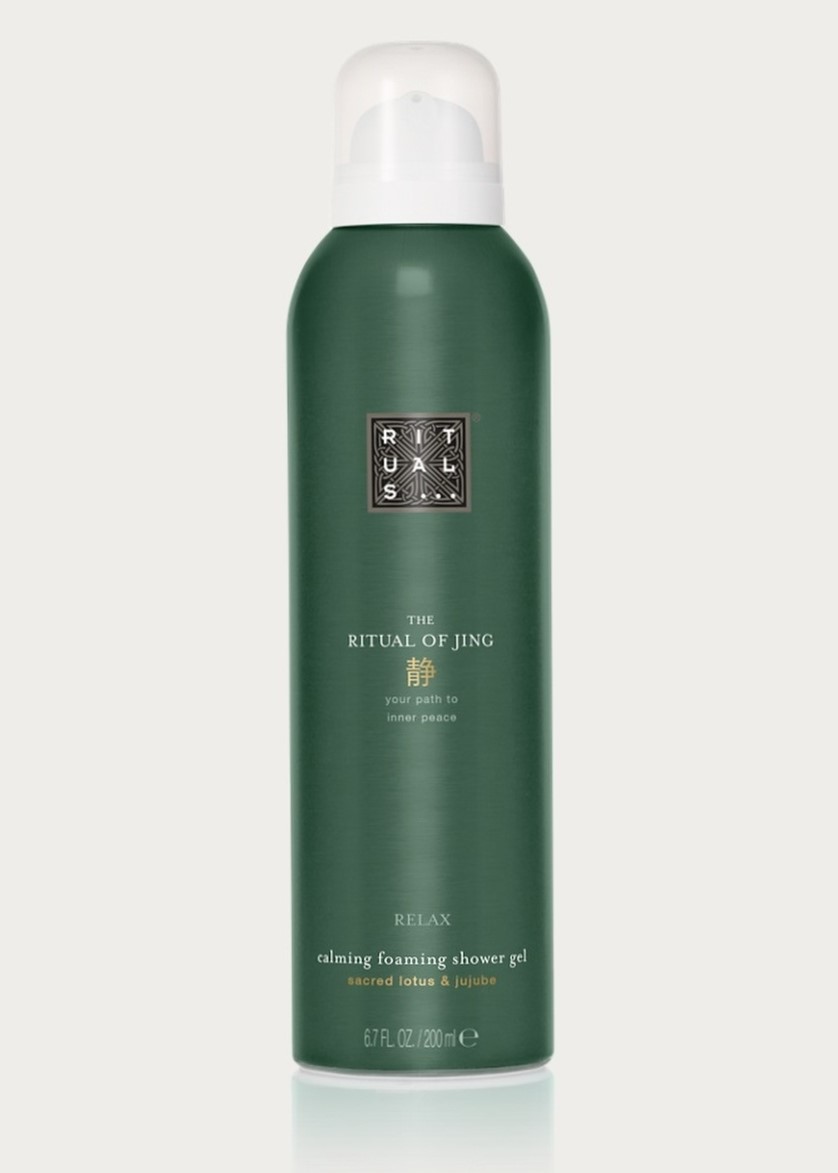 RIT
UAL
S...
THE
RITUAL OF JING
静
your path to
inner peace
RELAX
calming foaming shower gel
sacred lotus & jujube
6.7 FL. OZ. / 200 ml ℮